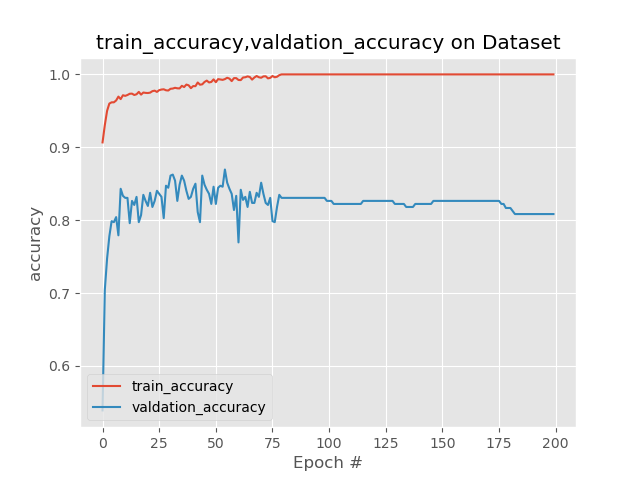 train_accuracy,valdation_accuracy on Dataset
1.0
0.9
0.8
0.7
0.6
accuracy
train_accuracy
valdation_accuracy
0 25 50 75 100 125 150 175 200
Epoch #